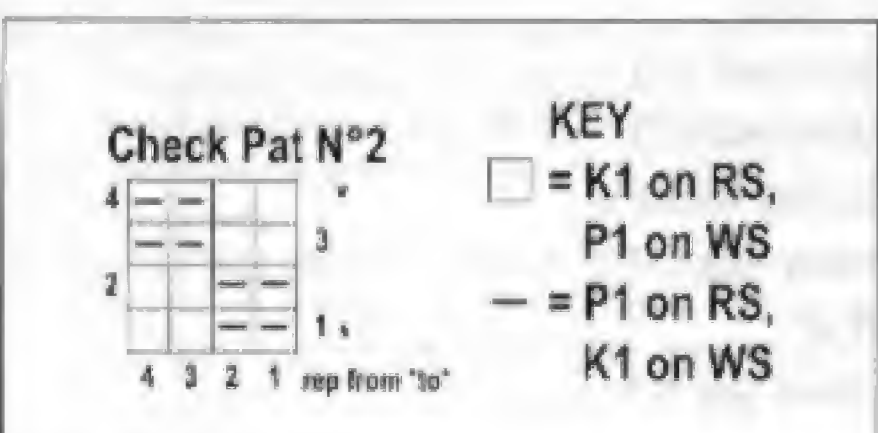 Check Pat N°2
4
3
2
1
4 3 2 1 rep from *to*
KEY
= K1 on RS,
P1 on WS
— = P1 on RS,
K1 on WS